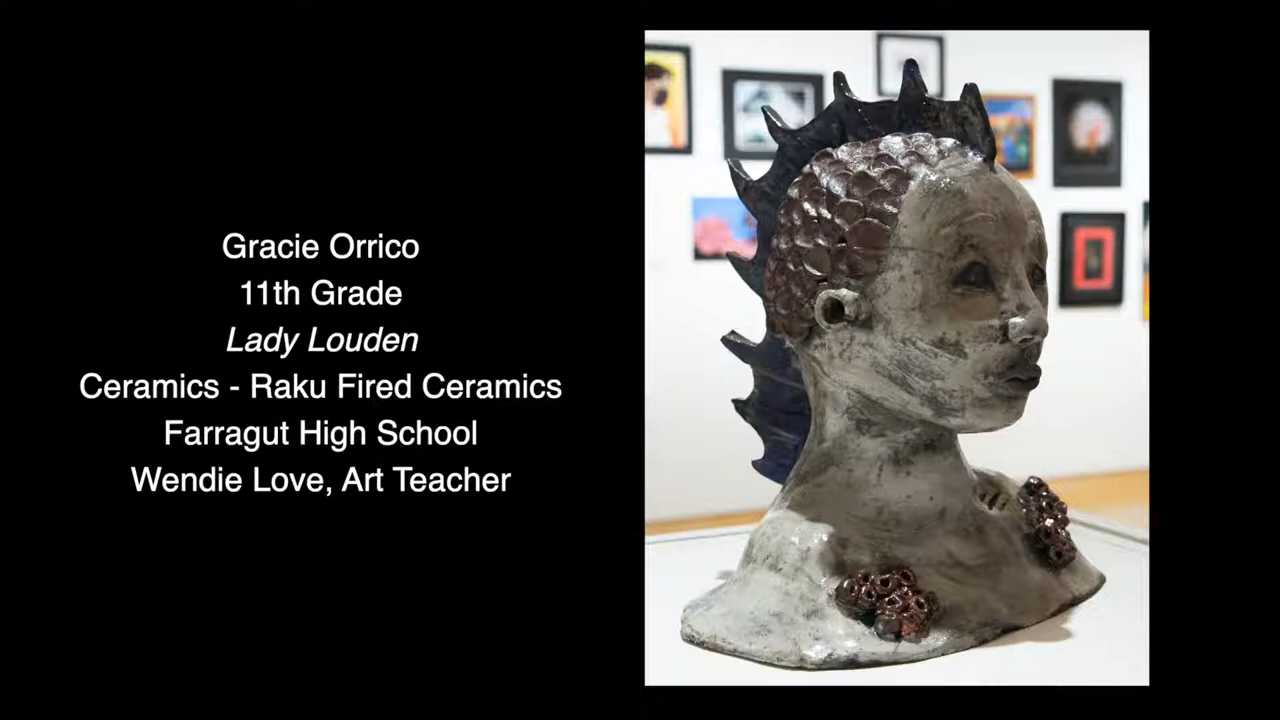 Gracie Orrico
11th Grade
Lady Louden
Ceramics - Raku Fired Ceramics
Farragut High School
Wendie Love, Art Teacher